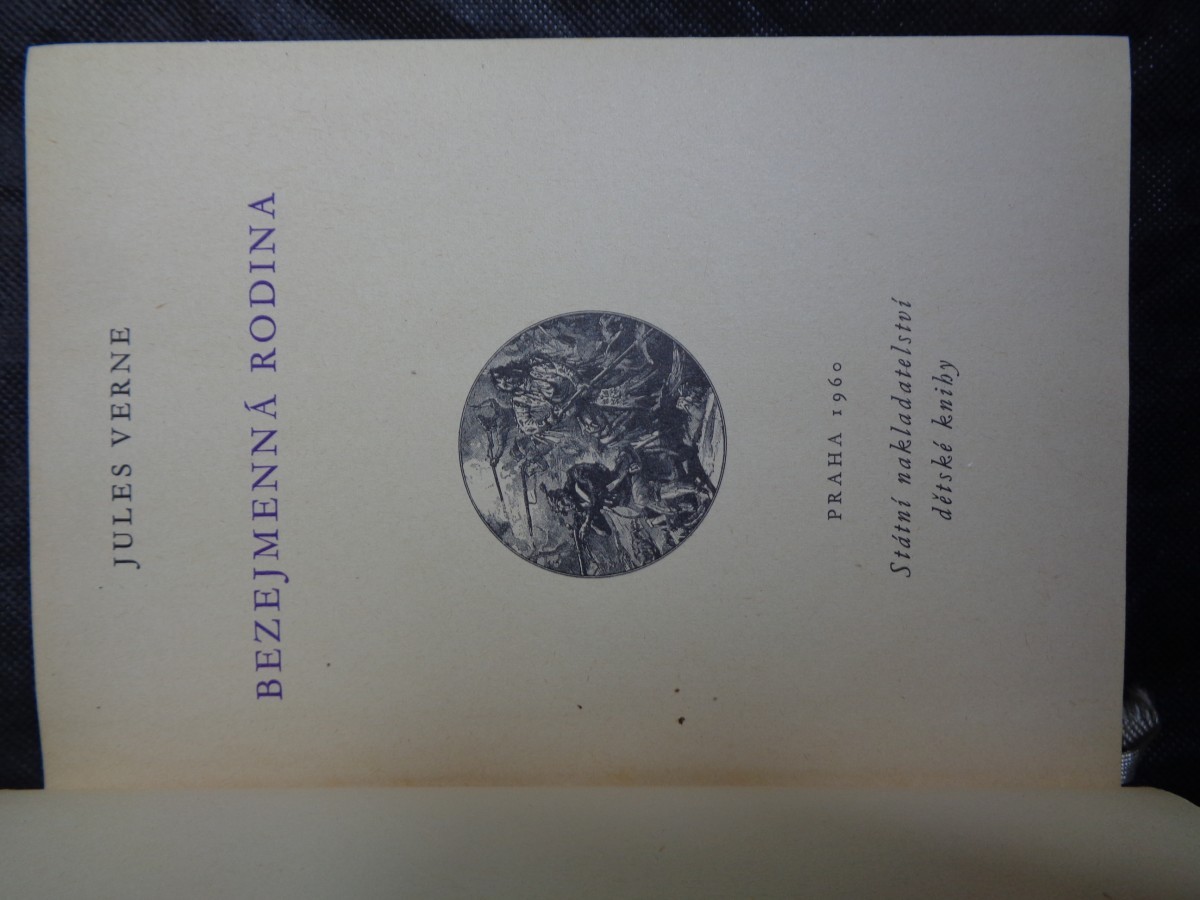 JULES VERNE
BEZEJMENNÁ RODINA
PRAHA 1960
Státní nakladatelství
dětské knihy